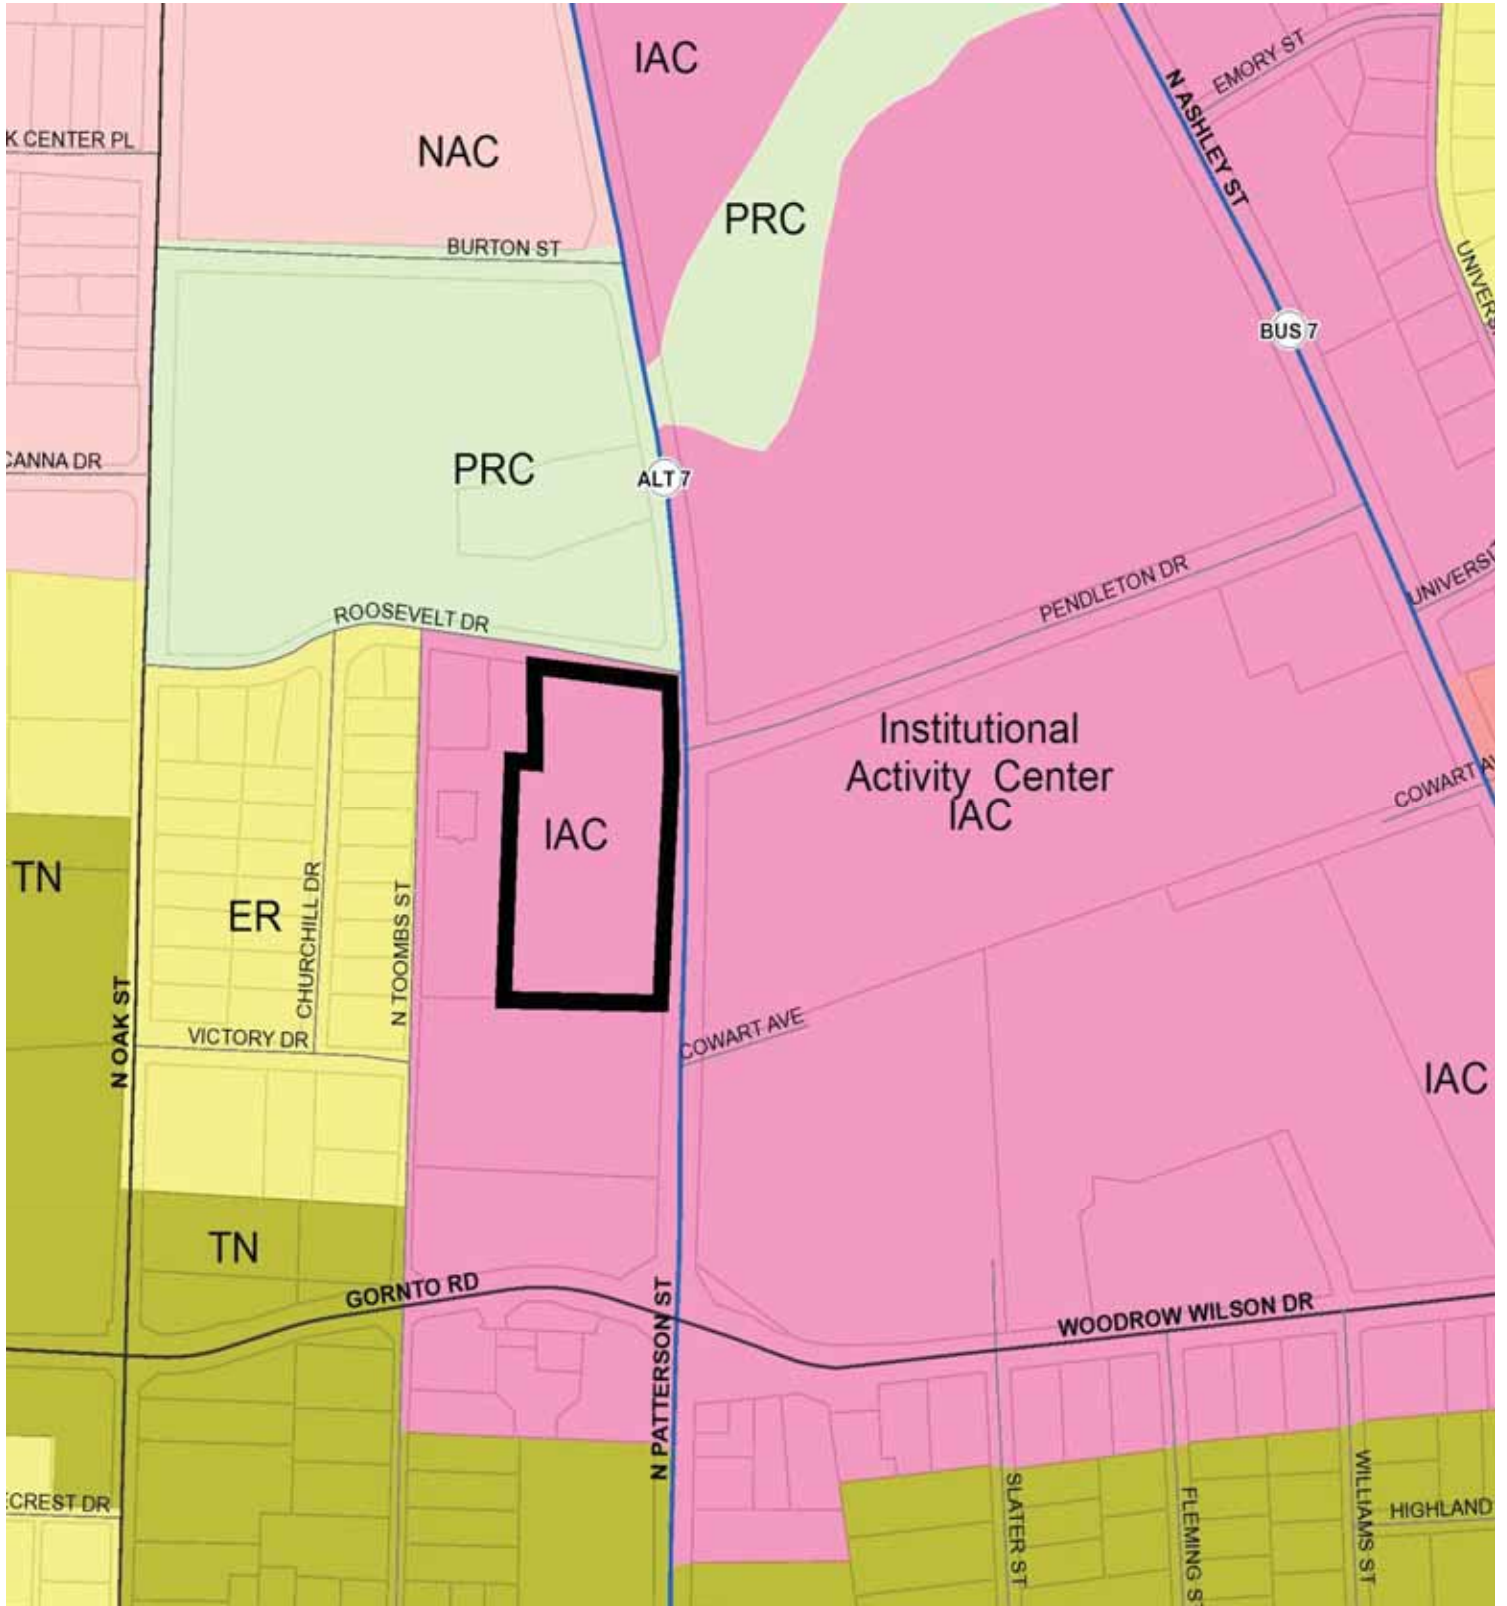 IAC
EMORY ST
N ASHLEY ST
K CENTER PL
NAC
PRC
BURTON ST
UNIVERS
BUS 7
CANNA DR
PRC
ALT 7
PENDLETON DR
UNIVERSIT
ROOSEVELT DR
Institutional
Activity Center
IAC
COWART AV
IAC
TN
ER
CHURCHILL DR
N TOOMBS ST
N OAK ST
VICTORY DR
COWART AVE
IAC
TN
GORNTO RD
WOODROW WILSON DR
N PATTERSON ST
SLATER ST
FLEMING S
WILLIAMS ST
HIGHLAND
ECREST DR